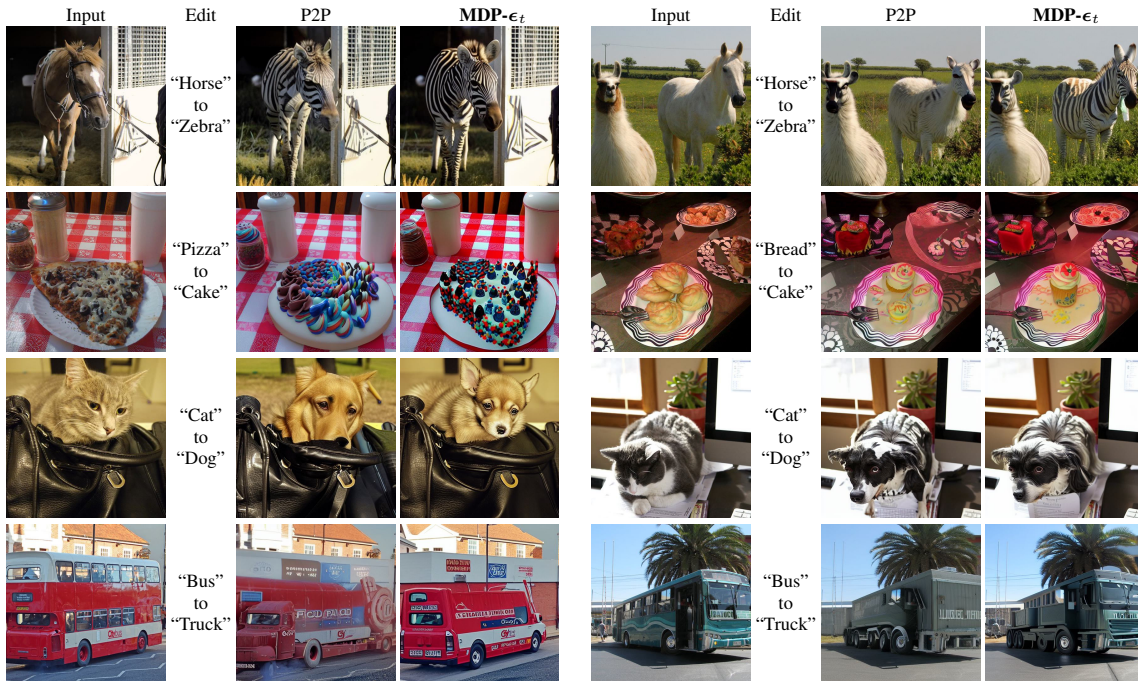 Input Edit P2P MDP-ϵₜ Input Edit P2P MDP-ϵₜ
“Horse”
to
“Zebra”
“Horse”
to
“Zebra”
“Pizza”
to
“Cake”
“Bread”
to
“Cake”
“Cat”
to
“Dog”
“Cat”
to
“Dog”
“Bus”
to
“Truck”
“Bus”
to
“Truck”